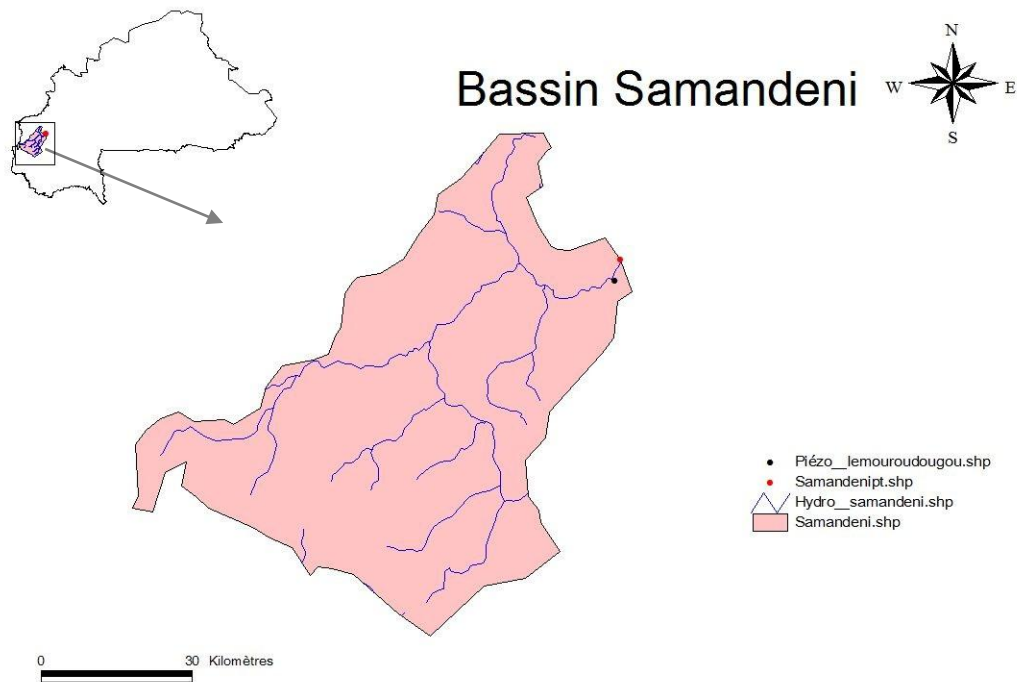 Bassin Samandeni
N
W E
S
Piézo__lemouroudougou.shp
Samandenipt.shp
Hydro__samandeni.shp
Samandeni.shp
0 30 Kilomètres